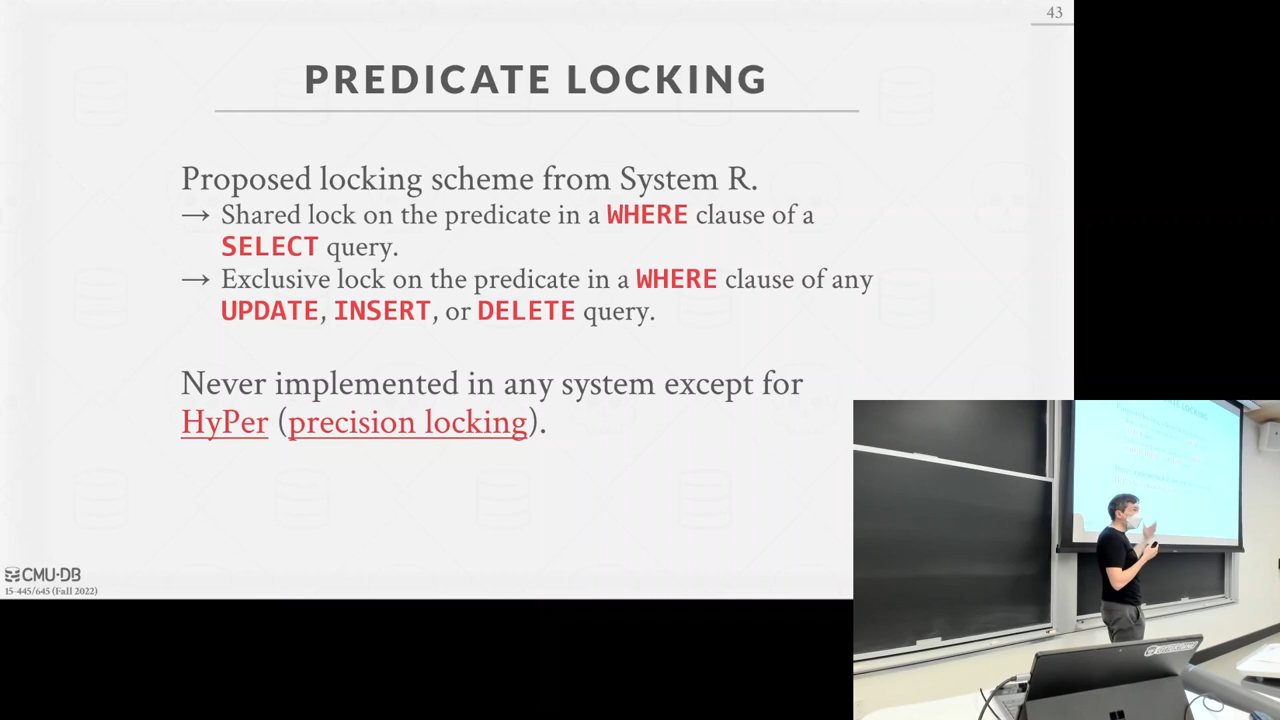 43
PREDICATE LOCKING
Proposed locking scheme from System R.
→ Shared lock on the predicate in a WHERE clause of a
SELECT query.
→ Exclusive lock on the predicate in a WHERE clause of any
UPDATE, INSERT, or DELETE query.
Never implemented in any system except for
HyPer (precision locking).
CMU·DB
15-445/645 (Fall 2022)